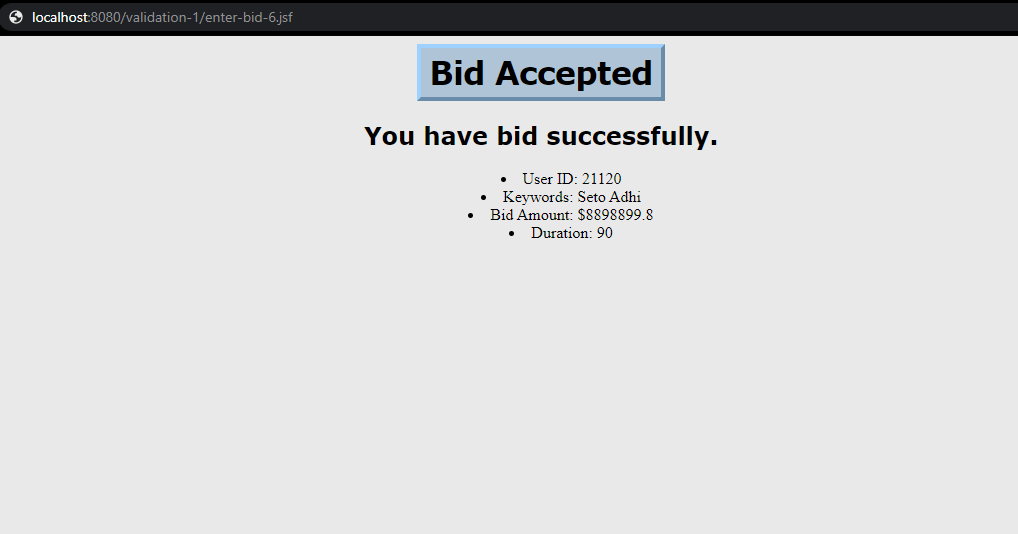 localhost:8080/validation-1/enter-bid-6.jsf
Bid Accepted
You have bid successfully.
• User ID: 21120
• Keywords: Seto Adhi
• Bid Amount: $8898899.8
• Duration: 90